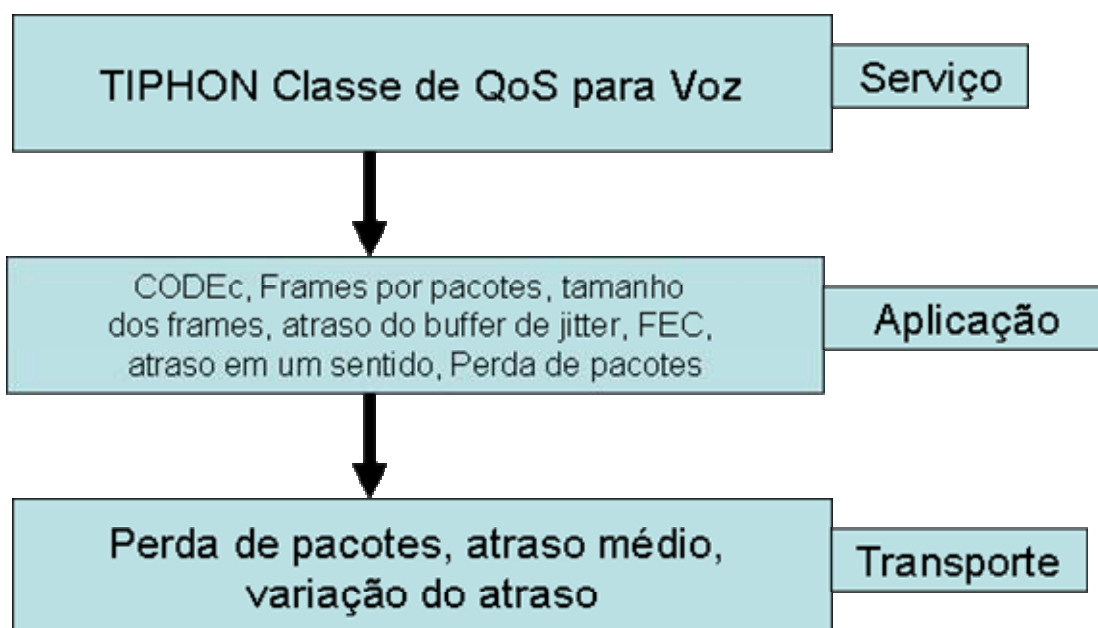 TIPHON Classe de QoS para Voz
Serviço
CODEc, Frames por pacotes, tamanho
dos frames, atraso do buffer de jitter, FEC,
atraso em um sentido, Perda de pacotes
Aplicação
Perda de pacotes, atraso médio,
variação do atraso
Transporte